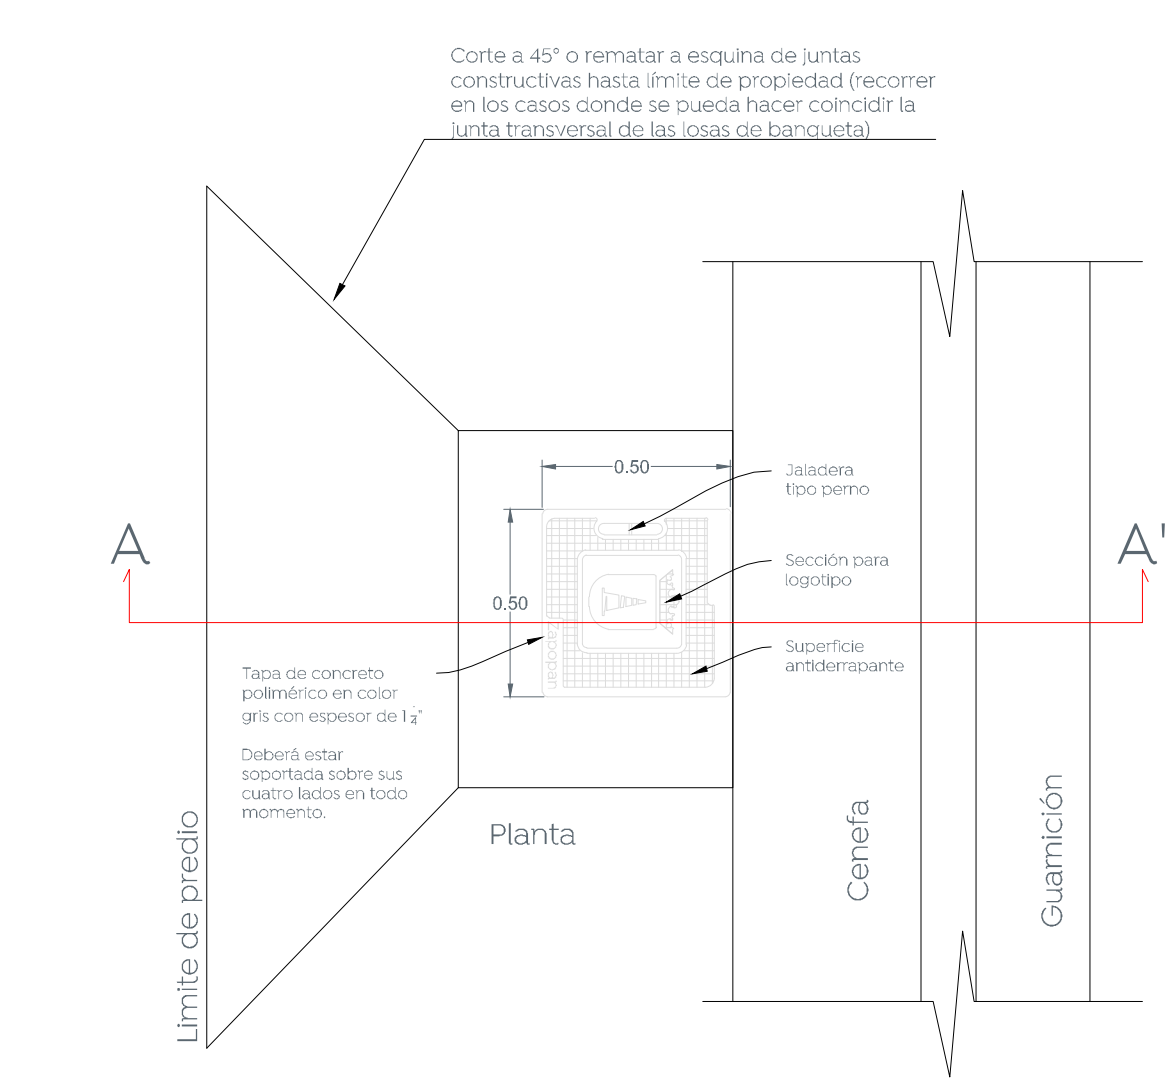 Corte a 45° o rematar a esquina de juntas
constructivas hasta límite de propiedad (recorrer
en los casos donde se pueda hacer coincidir la
junta transversal de las losas de banqueta)
0.50
Jaladera
tipo perno
A
A'
Sección para
logotipo
0.50
Zapopan
Superficie
antiderrapante
Tapa de concreto
polimérico en color
gris con espesor de 1 1/4"
Deberá estar
soportada sobre sus
cuatro lados en todo
momento.
Planta
Limite de predio
Cenefa
Guarnición